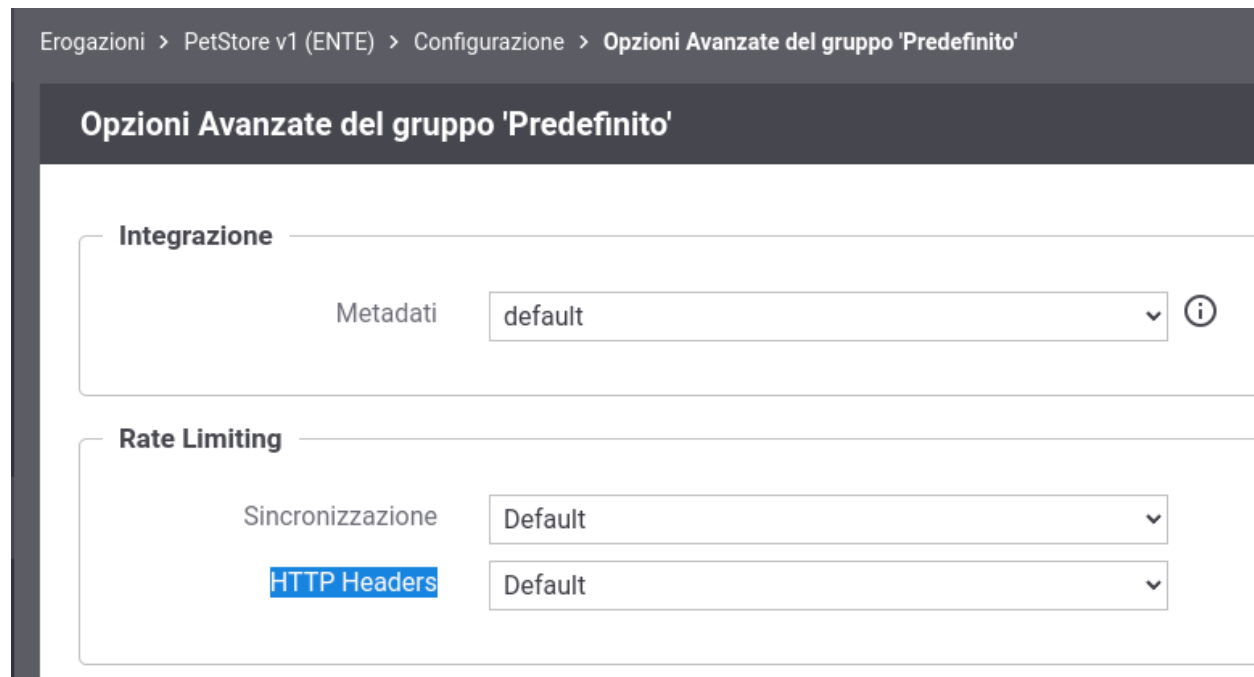 Erogazioni > PetStore v1 (ENTE) > Configurazione > Opzioni Avanzate del gruppo 'Predefinito'
Opzioni Avanzate del gruppo 'Predefinito'
Integrazione
Metadati default
Rate Limiting
Sincronizzazione Default
HTTP Headers Default